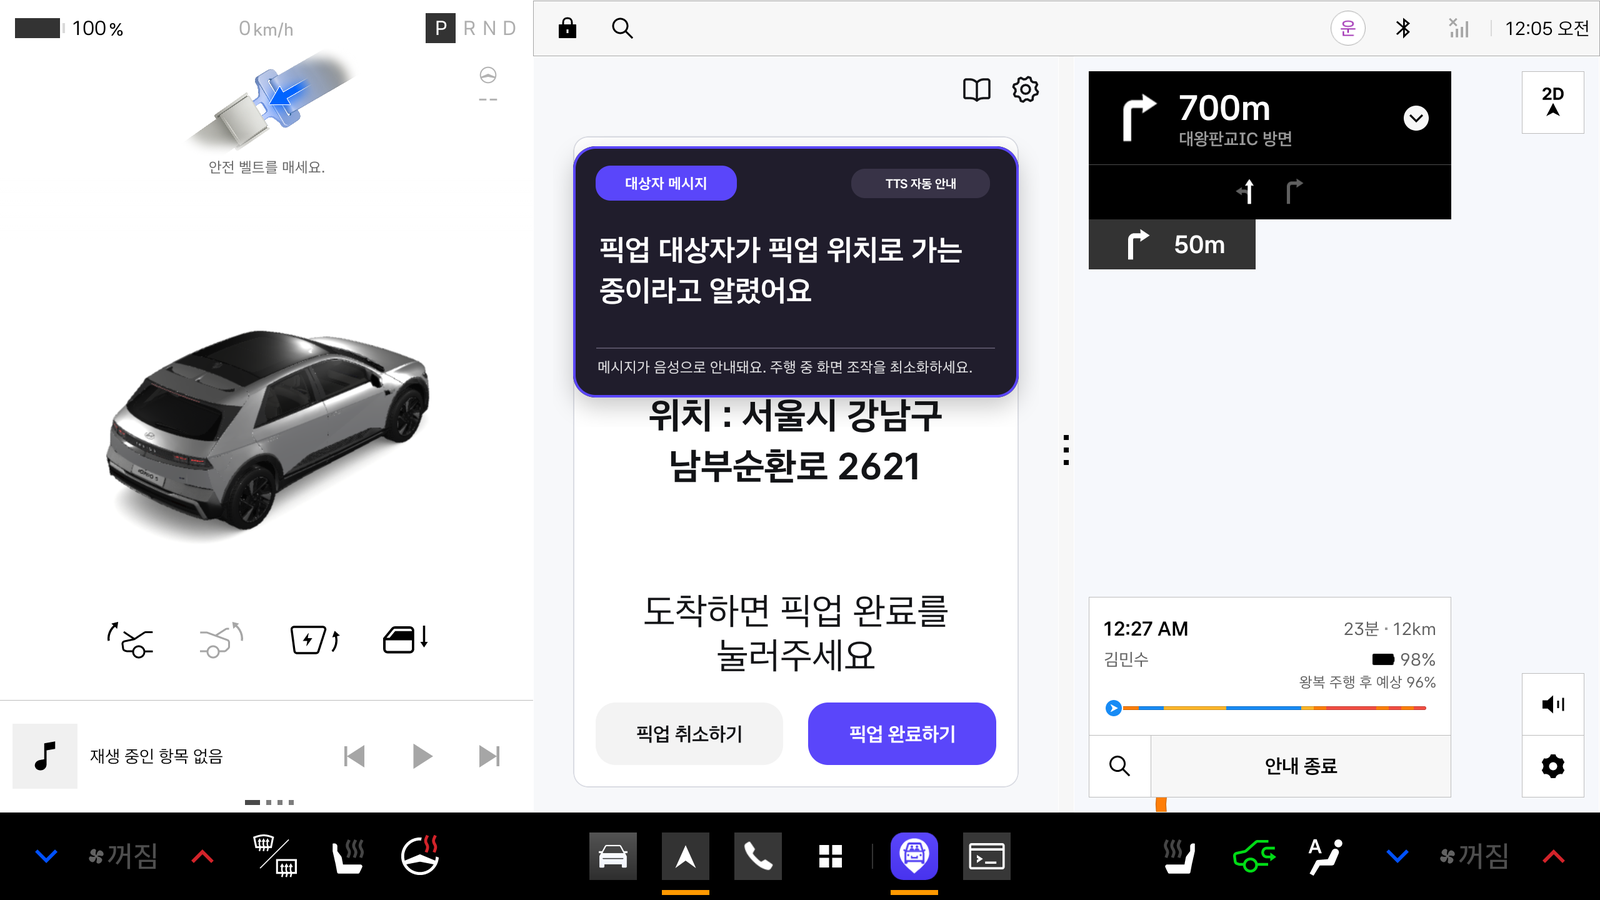 100 %
0 km/h
P R N D
안전 벨트를 매세요.
--
재생 중인 항목 없음
운
12:05 오전
대상자 메시지
TTS 자동 안내
픽업 대상자가 픽업 위치로 가는
중이라고 알렸어요
메시지가 음성으로 안내돼요. 주행 중 화면 조작을 최소화하세요.
위치 : 서울시 강남구
남부순환로 2621
도착하면 픽업 완료를
눌러주세요
픽업 취소하기
픽업 완료하기
700m
대왕판교IC 방면
50m
2D
12:27 AM
23분 · 12km
김민수
98%
왕복 주행 후 예상 96%
안내 종료
꺼짐
A
꺼짐